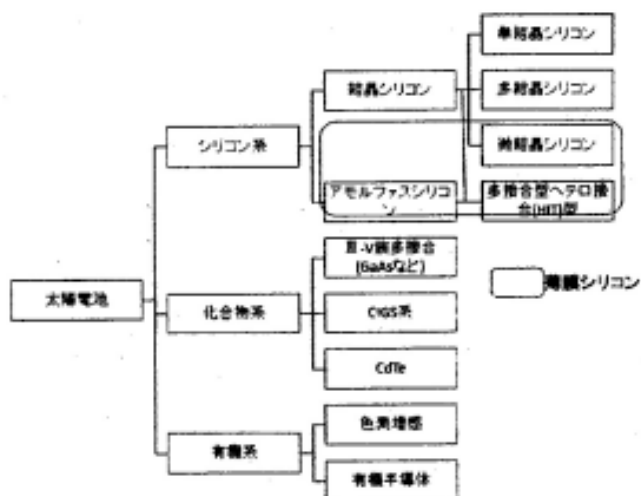 単結晶シリコン
結晶シリコン
多結晶シリコン
シリコン系
微結晶シリコン
アモルファスシリコ
ン
多接合型ヘテロ接
合(HIT)型
III-V族多接合
(GaAsなど)
薄膜シリコン
太陽電池
化合物系
CIGS系
CdTe
色素増感
有機系
有機半導体